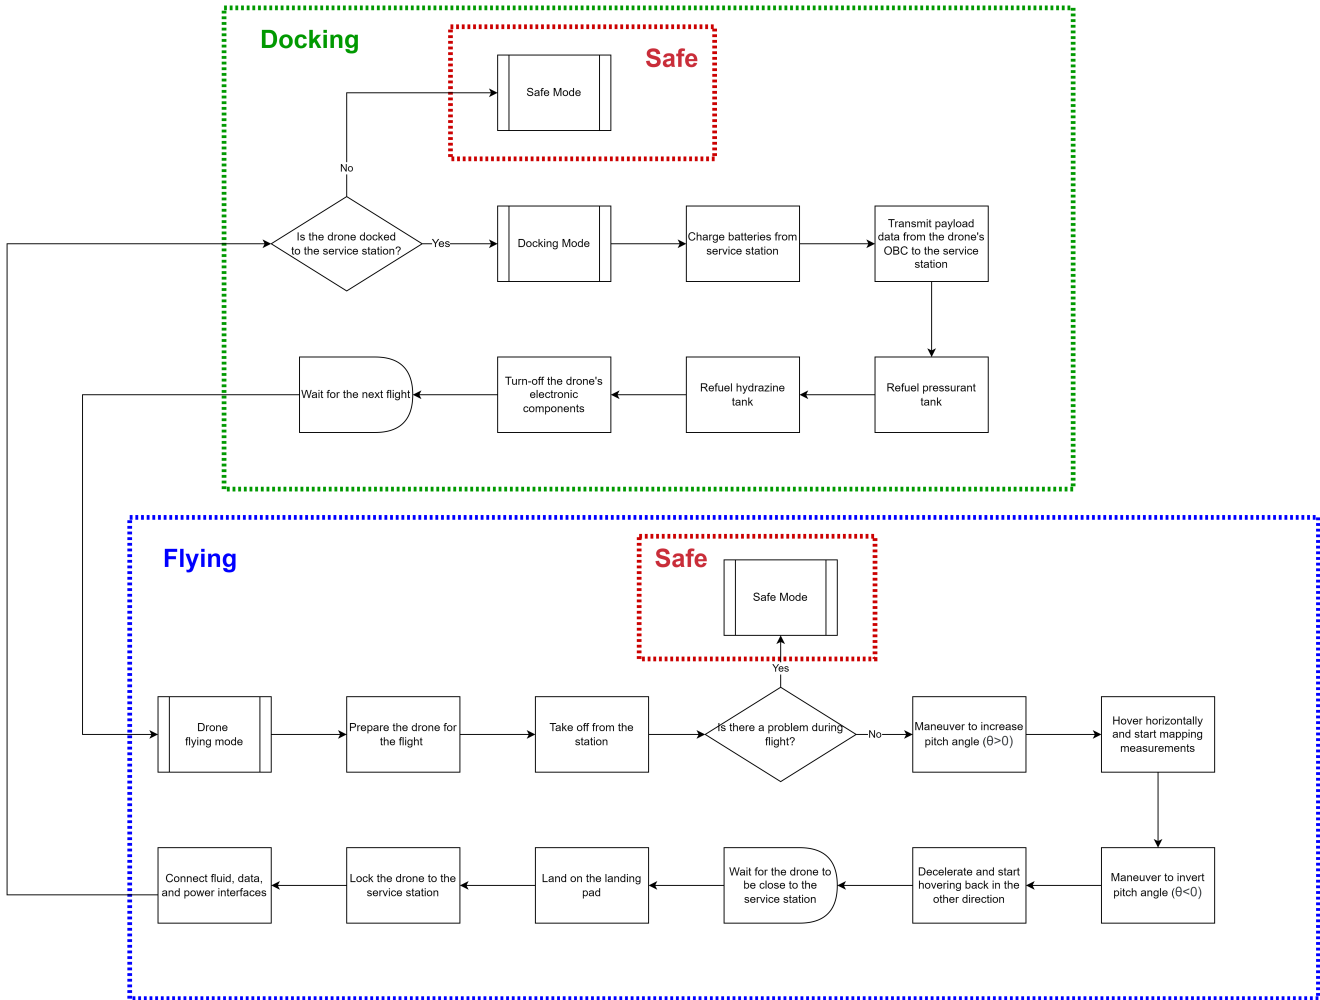 Docking
Safe
Safe Mode
No
Is the drone docked
to the service station?
Yes
Docking Mode
Charge batteries from
service station
Transmit payload
data from the drone's
OBC to the service
station
Wait for the next flight
Turn-off the drone's
electronic
components
Refuel hydrazine
tank
Refuel pressurant
tank
Flying
Safe
Safe Mode
Yes
Drone
flying mode
Prepare the drone for
the flight
Take off from the
station
Is there a problem during
flight?
No
Maneuver to increase
pitch angle (θ>0)
Hover horizontally
and start mapping
measurements
Connect fluid, data,
and power interfaces
Lock the drone to the
service station
Land on the landing
pad
Wait for the drone to
be close to the
service station
Decelerate and start
hovering back in the
other direction
Maneuver to invert
pitch angle (θ<0)